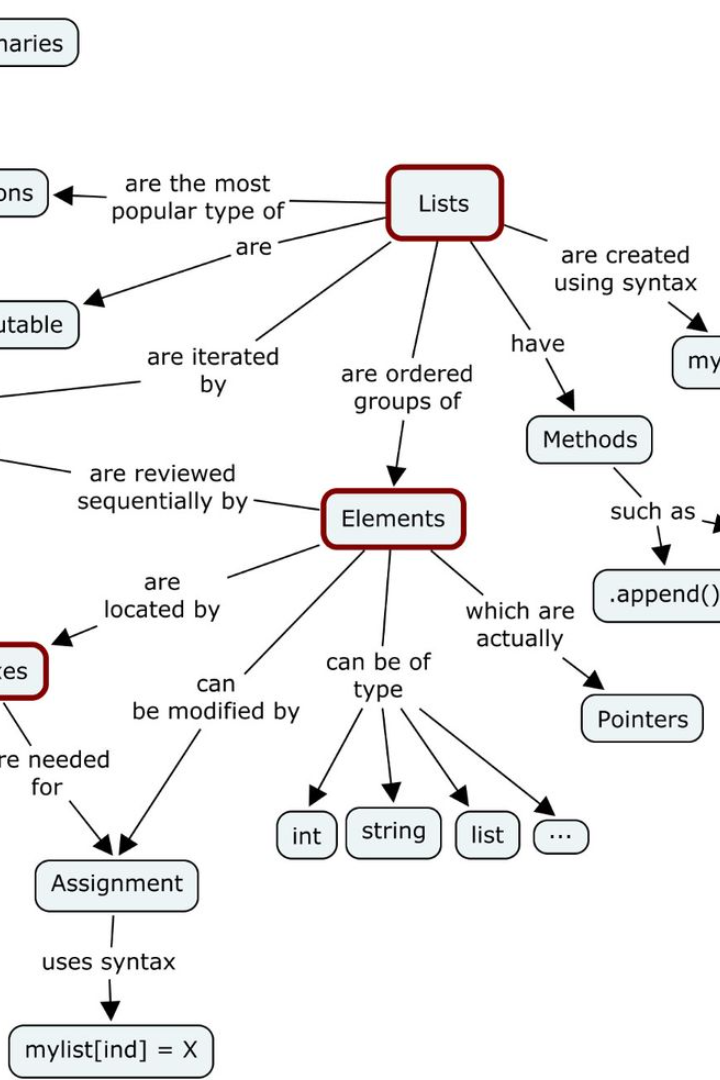 naries
are the most
popular type of
Lists
ons
are
are created
using syntax
utable
have
my
are iterated
by
are ordered
groups of
Methods
are reviewed
sequentially by
Elements
such as
.append()
are
located by
which are
actually
can be of
type
xes
can
be modified by
Pointers
re needed
for
int
string
list
...
Assignment
uses syntax
mylist[ind] = X